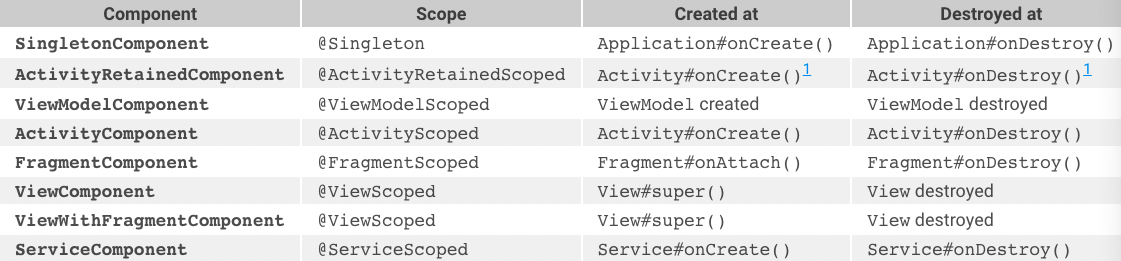 Component Scope Created at Destroyed at
SingletonComponent @Singleton Application#onCreate() Application#onDestroy()
ActivityRetainedComponent @ActivityRetainedScoped Activity#onCreate()1 Activity#onDestroy()1
ViewModelComponent @ViewModelScoped ViewModel created ViewModel destroyed
ActivityComponent @ActivityScoped Activity#onCreate() Activity#onDestroy()
FragmentComponent @FragmentScoped Fragment#onAttach() Fragment#onDestroy()
ViewComponent @ViewScoped View#super() View destroyed
ViewWithFragmentComponent @ViewScoped View#super() View destroyed
ServiceComponent @ServiceScoped Service#onCreate() Service#onDestroy()